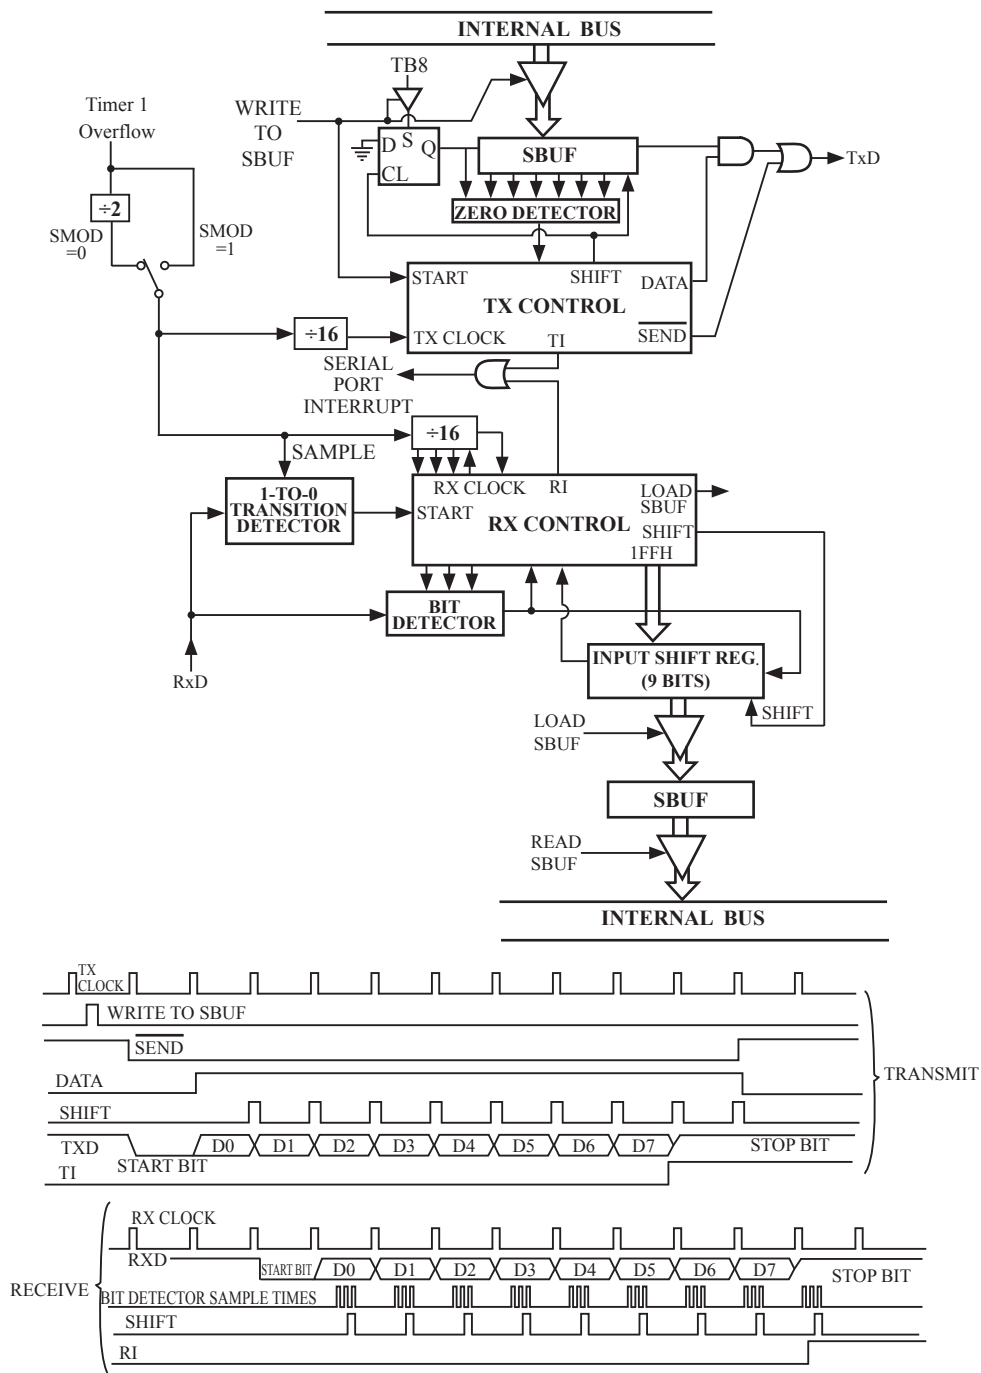 INTERNAL BUS
TB8
WRITE
TO
SBUF
Timer 1
Overflow
D S Q
CL
SBUF
TxD
÷2
ZERO DETECTOR
SMOD
=0
SMOD
=1
START
SHIFT
DATA
TX CONTROL
÷16
TX CLOCK
TI
SEND
SERIAL
PORT
INTERRUPT
÷16
SAMPLE
RX CLOCK
RI
LOAD
SBUF
1-TO-0
TRANSITION
DETECTOR
START
RX CONTROL
SHIFT
1FFH
BIT
DETECTOR
INPUT SHIFT REG.
(9 BITS)
RxD
SHIFT
LOAD
SBUF
SBUF
READ
SBUF
INTERNAL BUS
TX
CLOCK
WRITE TO SBUF
SEND
DATA
TRANSMIT
SHIFT
TXD
START BIT
D0 D1 D2 D3 D4 D5 D6 D7
STOP BIT
TI
RX CLOCK
RXD
START BIT D0 D1 D2 D3 D4 D5 D6 D7
STOP BIT
RECEIVE
BIT DETECTOR SAMPLE TIMES
SHIFT
RI